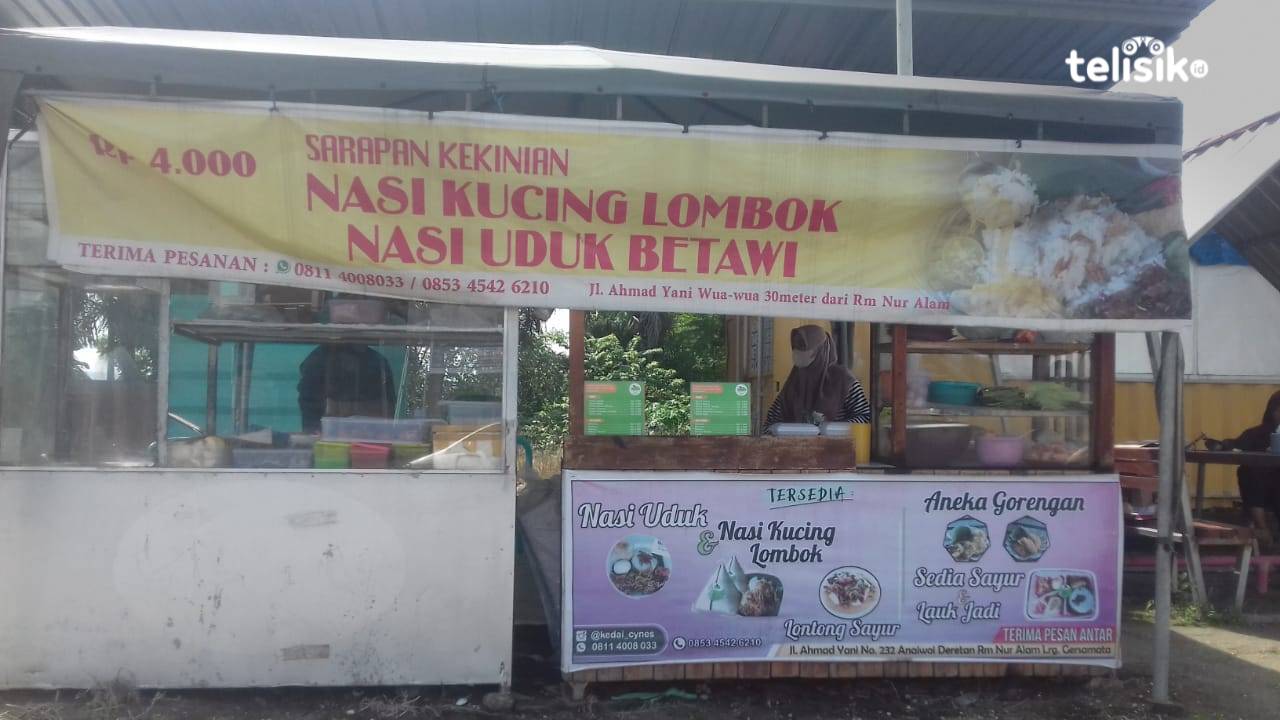 telisik.id
RP 4.000
SARAPAN KEKINIAN
NASI KUCING LOMBOK
NASI UDUK BETAWI
TERIMA PESANAN : 0811 4008033 / 0853 4542 6210
Jl. Ahmad Yani Wua-wua 30meter dari Rm Nur Alam
TERSEDIA :
Nasi Uduk
& Nasi Kucing
Lombok
Lontong Sayur
@kedai_cynes
0811 4008 033
0853 4542 6210
Aneka Gorengan
Sedia Sayur
&
Lauk Jadi
TERIMA PESAN ANTAR
Jl. Ahmad Yani No. 232 Anaiwoi Deretan Rm Nur Alam Lrg. Gersamata